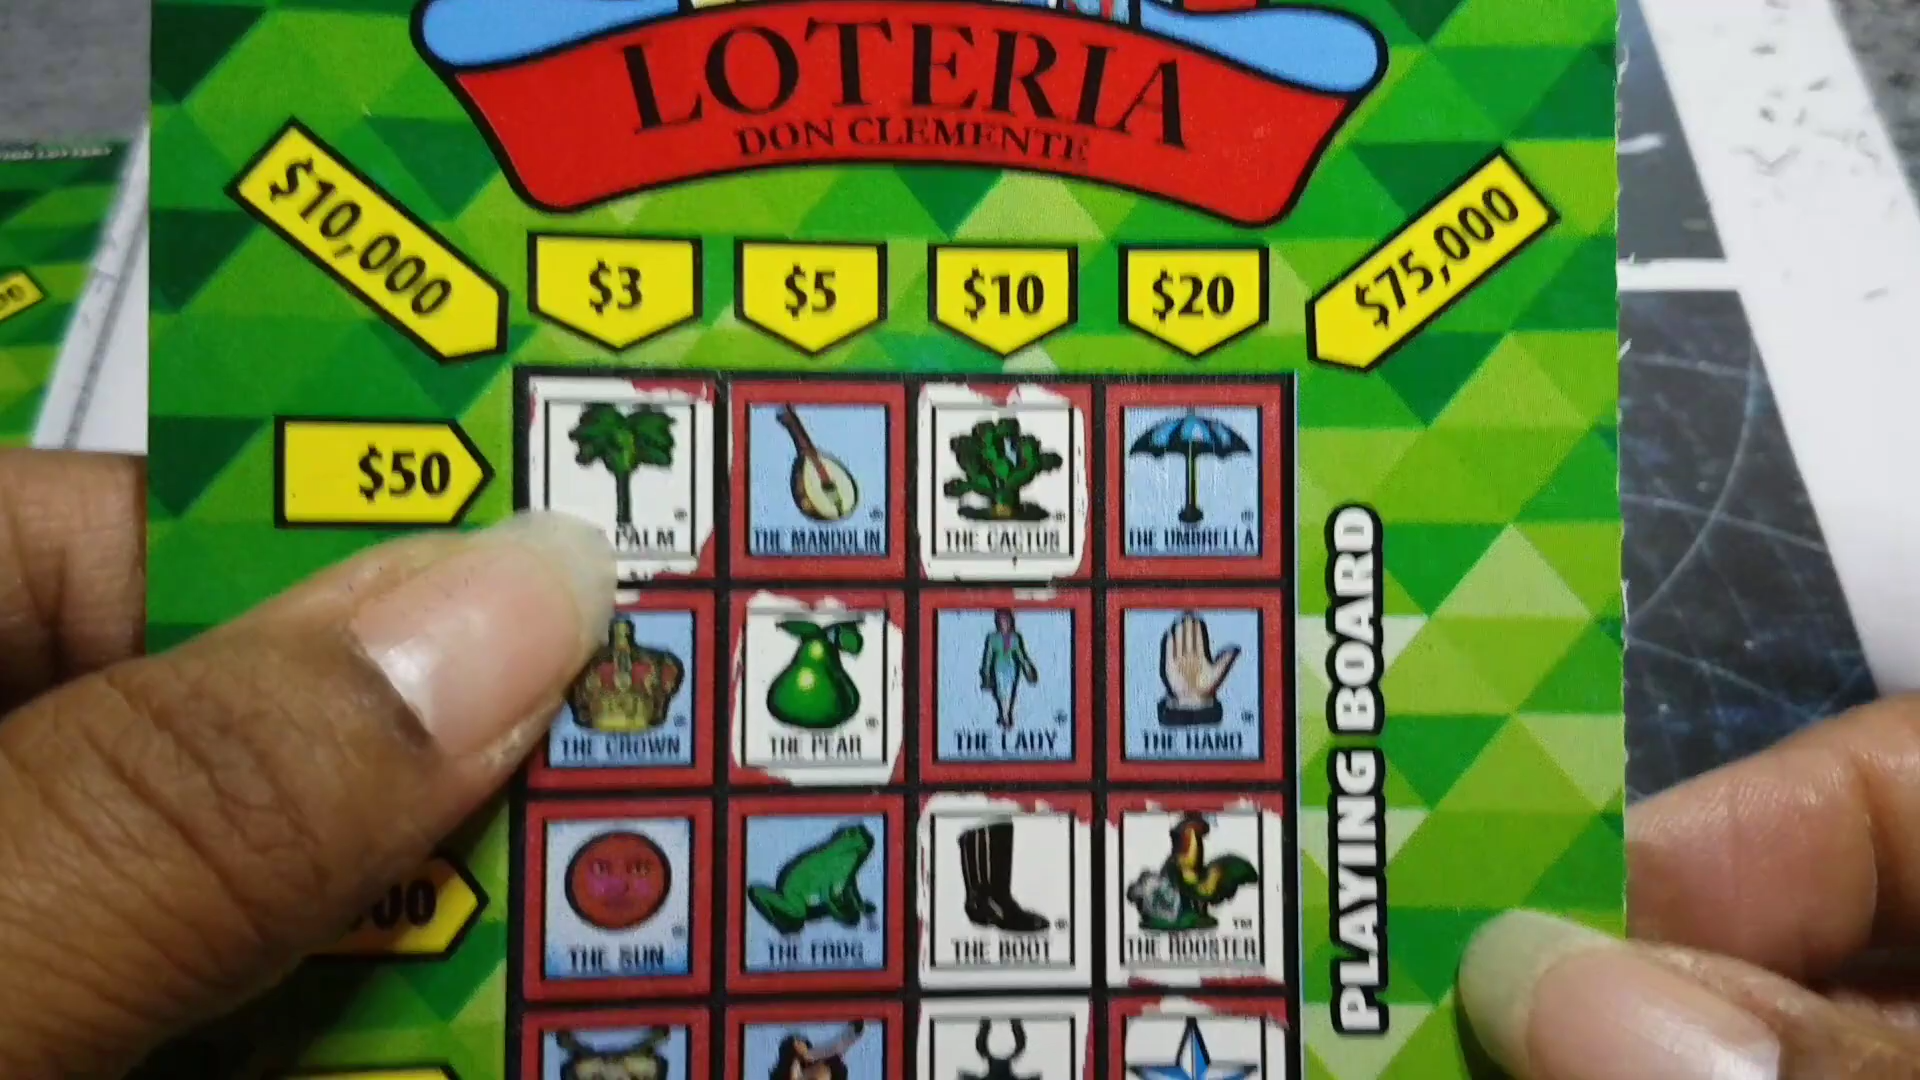 LOTERIA
DON CLEMENTE
$10,000
$3
$5
$10
$20
$75,000
$50
PALM
THE MANDOLIN
THE CACTUS
THE UMBRELLA
THE CROWN
THE PEAR
THE LADY
THE HAND
THE SUN
THE FROG
THE BOOT
THE ROOSTER
PLAYING BOARD